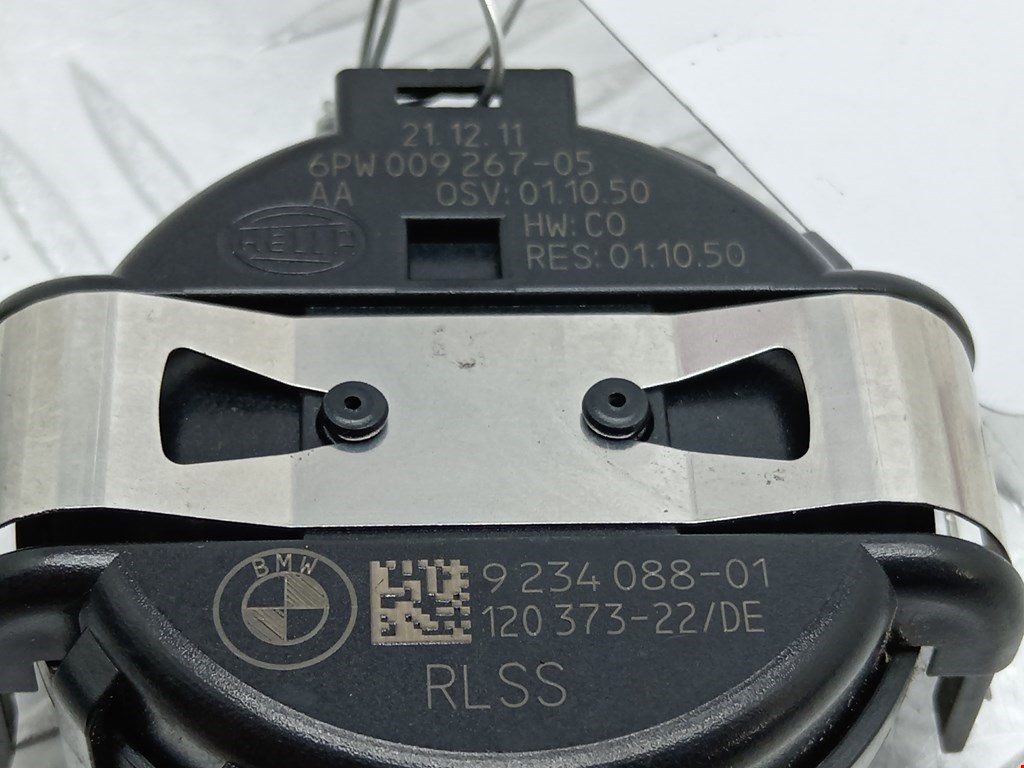 21.12.11
6PW 009 267-05
AA OSV: 01.10.50
HELLA
HW: C0
RES: 01.10.50
BMW
9 234 088-01
120 373-22/DE
RLSS